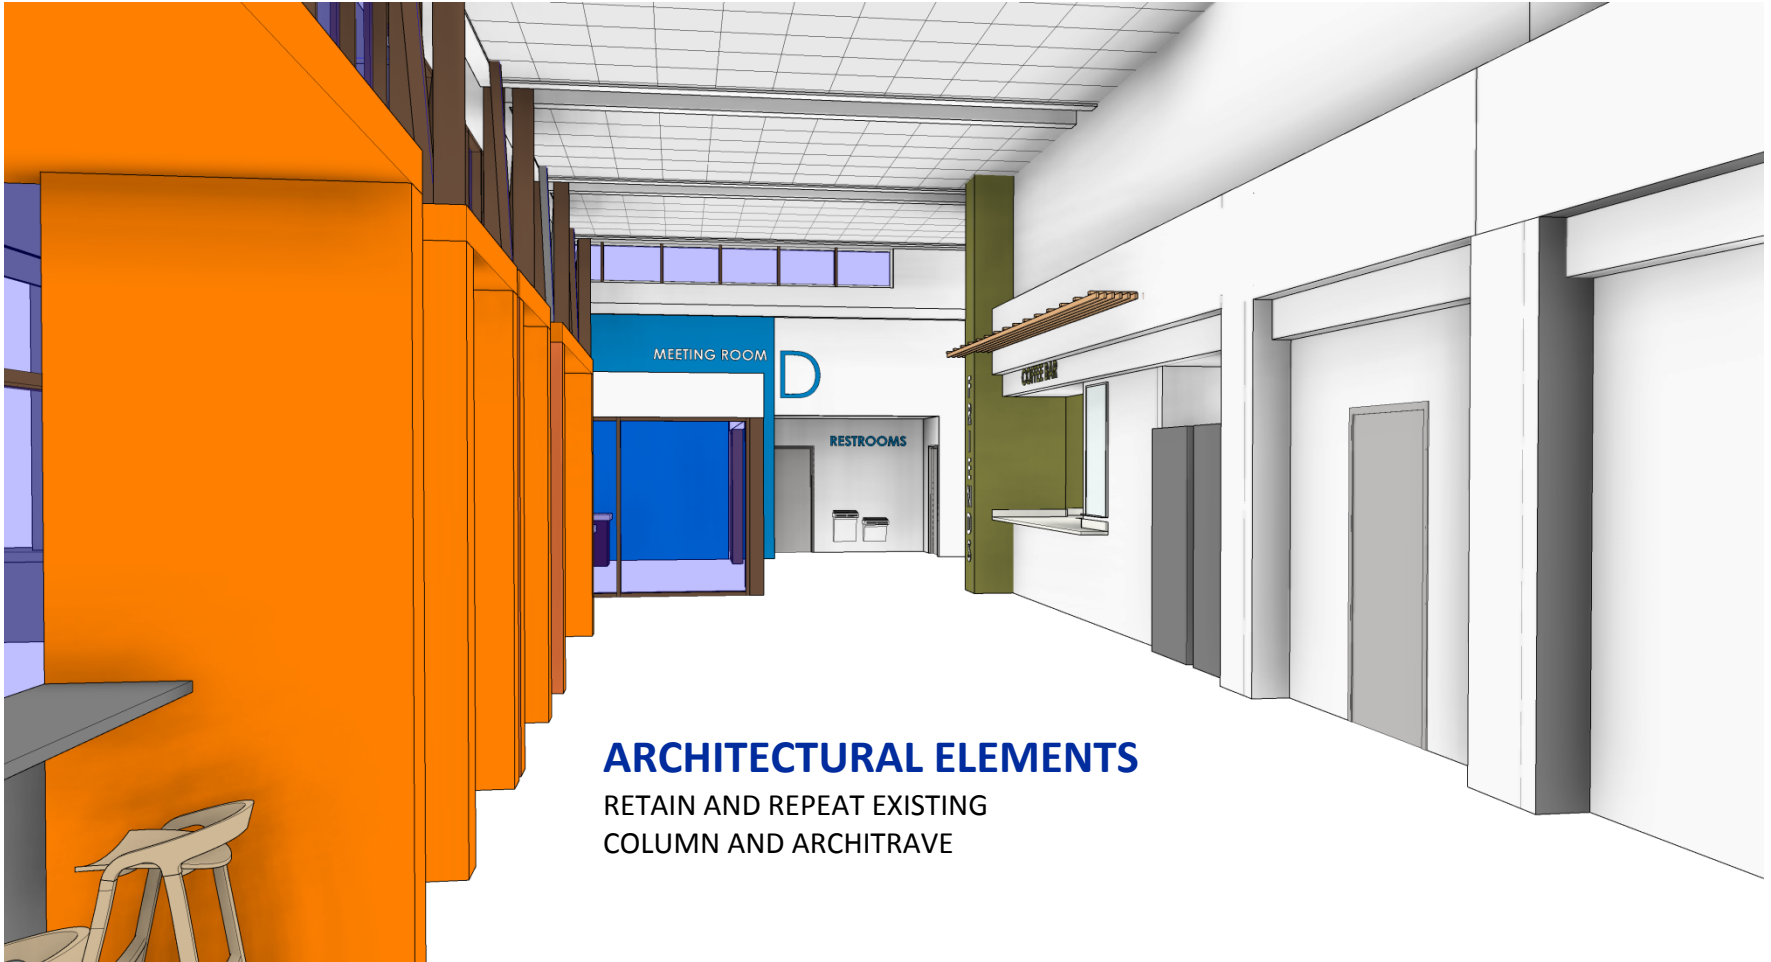 MEETING ROOM
D
RESTROOMS
COFFEE BAR
ARCHITECTURAL ELEMENTS
RETAIN AND REPEAT EXISTING
COLUMN AND ARCHITRAVE